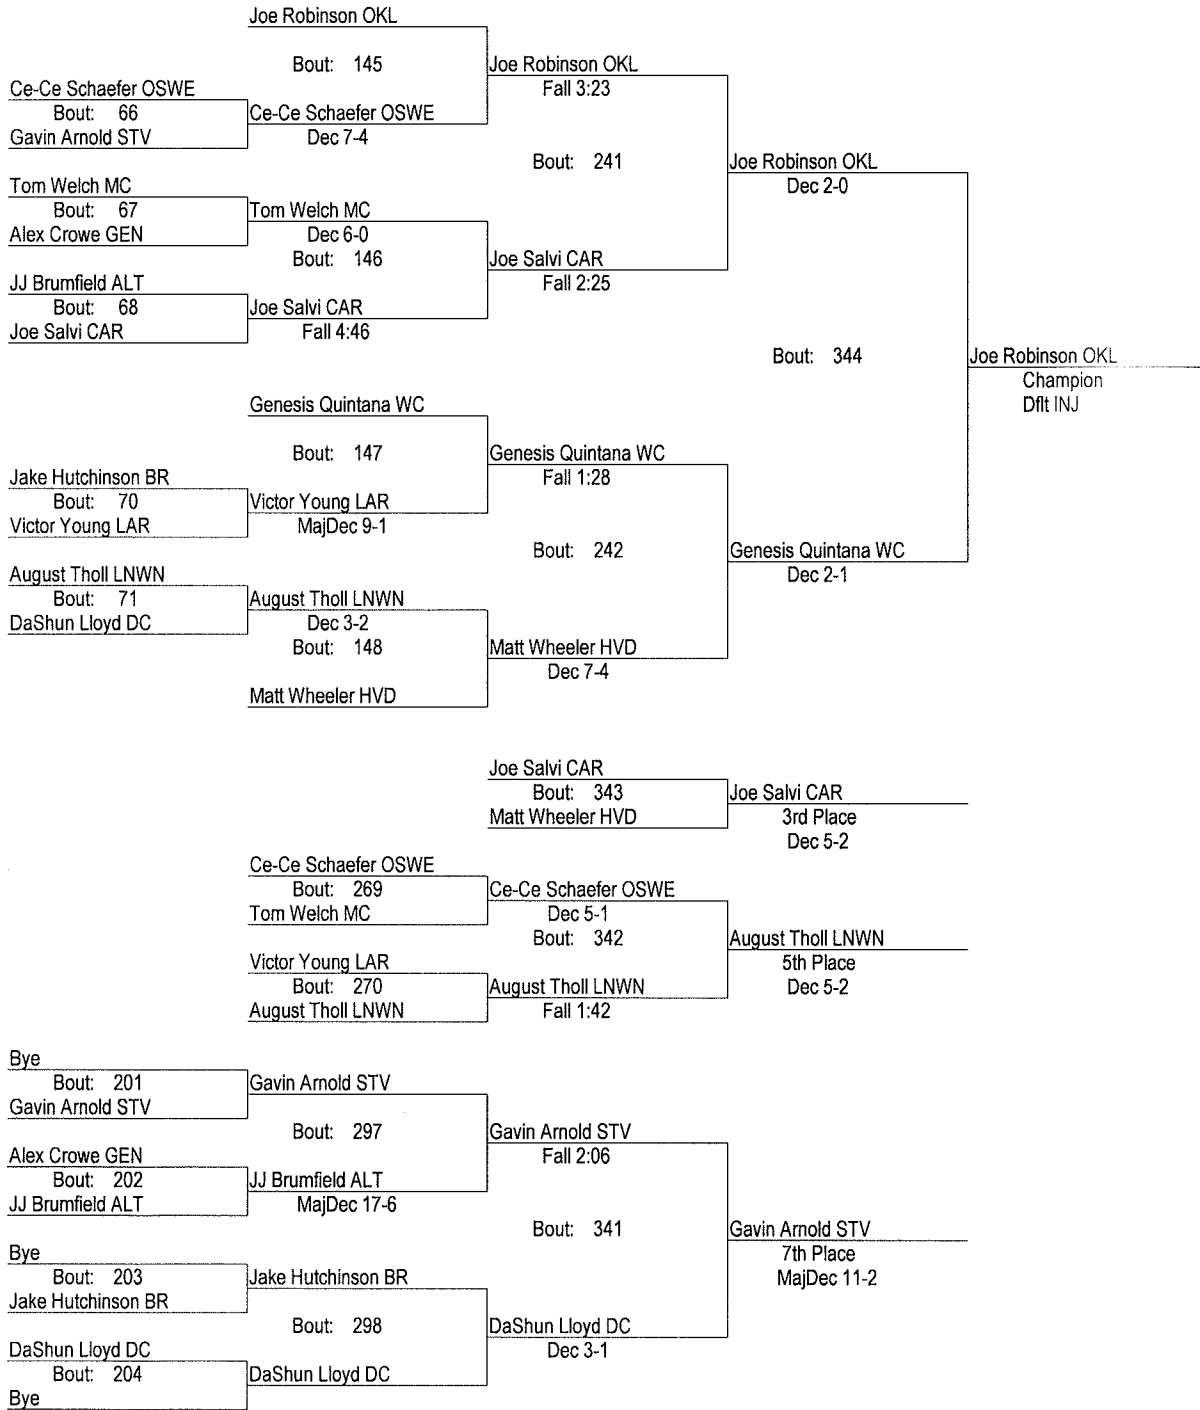 Joe Robinson OKL
Bout: 145
Joe Robinson OKL
Fall 3:23
Ce-Ce Schaefer OSWE
Bout: 66
Gavin Arnold STV
Ce-Ce Schaefer OSWE
Dec 7-4
Bout: 241
Joe Robinson OKL
Dec 2-0
Tom Welch MC
Bout: 67
Alex Crowe GEN
Tom Welch MC
Dec 6-0
Bout: 146
Joe Salvi CAR
Fall 2:25
JJ Brumfield ALT
Bout: 68
Joe Salvi CAR
Joe Salvi CAR
Fall 4:46
Bout: 344
Joe Robinson OKL
Champion
Dflt INJ
Genesis Quintana WC
Bout: 147
Genesis Quintana WC
Fall 1:28
Jake Hutchinson BR
Bout: 70
Victor Young LAR
Victor Young LAR
MajDec 9-1
Bout: 242
Genesis Quintana WC
Dec 2-1
August Tholl LNWN
Bout: 71
DaShun Lloyd DC
August Tholl LNWN
Dec 3-2
Bout: 148
Matt Wheeler HVD
Dec 7-4
Matt Wheeler HVD
Joe Salvi CAR
Bout: 343
Matt Wheeler HVD
Joe Salvi CAR
3rd Place
Dec 5-2
Ce-Ce Schaefer OSWE
Bout: 269
Tom Welch MC
Ce-Ce Schaefer OSWE
Dec 5-1
Bout: 342
August Tholl LNWN
5th Place
Dec 5-2
Victor Young LAR
Bout: 270
August Tholl LNWN
August Tholl LNWN
Fall 1:42
Bye
Bout: 201
Gavin Arnold STV
Gavin Arnold STV
Bout: 297
Gavin Arnold STV
Fall 2:06
Alex Crowe GEN
Bout: 202
JJ Brumfield ALT
JJ Brumfield ALT
MajDec 17-6
Bout: 341
Gavin Arnold STV
7th Place
MajDec 11-2
Bye
Bout: 203
Jake Hutchinson BR
Jake Hutchinson BR
Bout: 298
DaShun Lloyd DC
Dec 3-1
DaShun Lloyd DC
Bout: 204
Bye
DaShun Lloyd DC